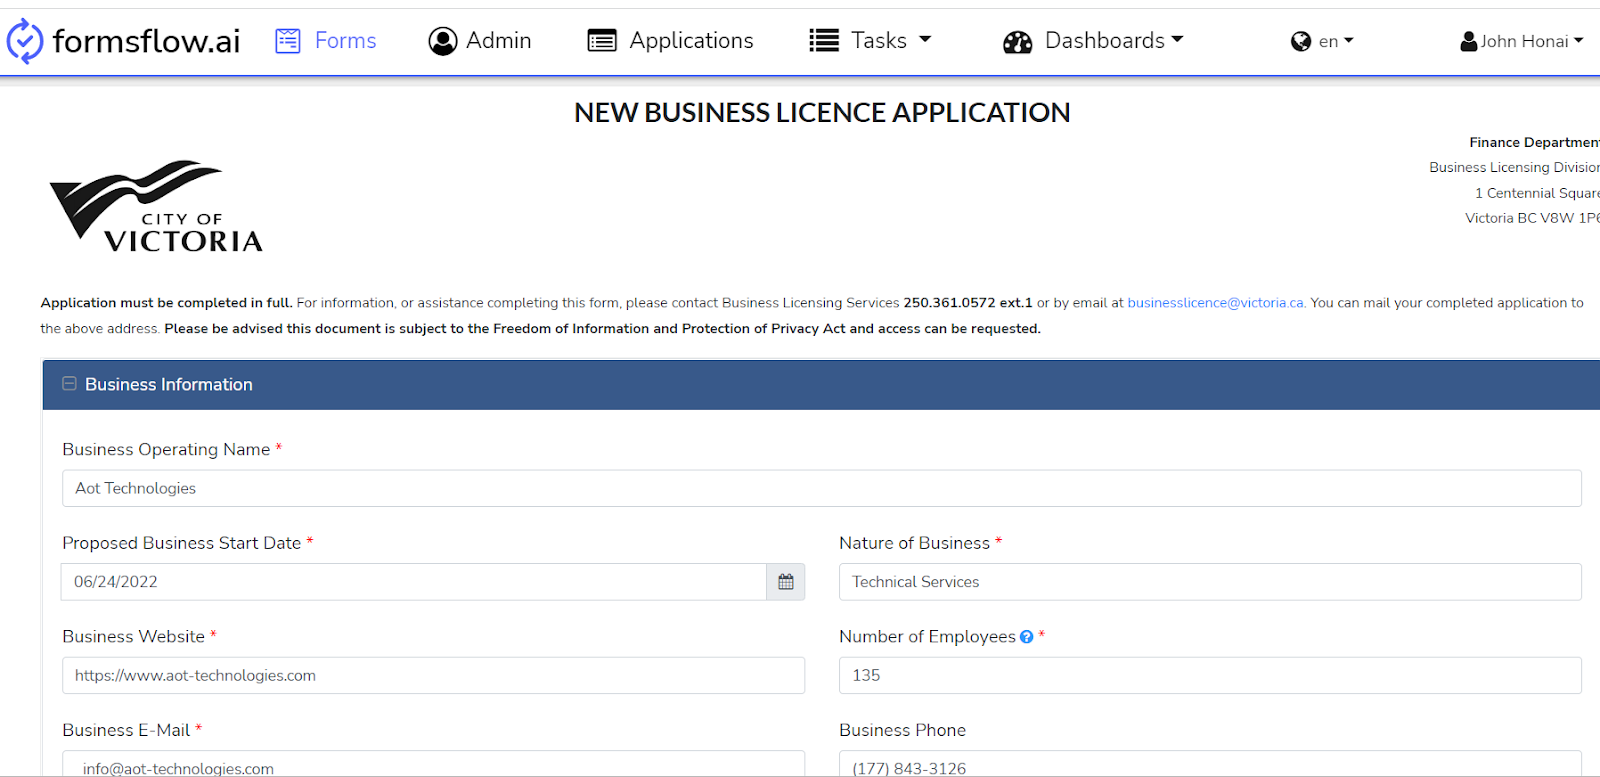 formsflow.ai Forms Admin Applications Tasks Dashboards en John Honai
NEW BUSINESS LICENCE APPLICATION
Finance Departmen
Business Licensing Division
1 Centennial Square
Victoria BC V8W 1P6
CITY OF
VICTORIA
Application must be completed in full. For information, or assistance completing this form, please contact Business Licensing Services 250.361.0572 ext.1 or by email at businesslicence@victoria.ca. You can mail your completed application to
the above address. Please be advised this document is subject to the Freedom of Information and Protection of Privacy Act and access can be requested.
Business Information
Business Operating Name *
Aot Technologies
Proposed Business Start Date * Nature of Business *
06/24/2022 Technical Services
Business Website * Number of Employees ? *
https://www.aot-technologies.com 135
Business E-Mail * Business Phone
info@aot-technologies.com (177) 843-3126